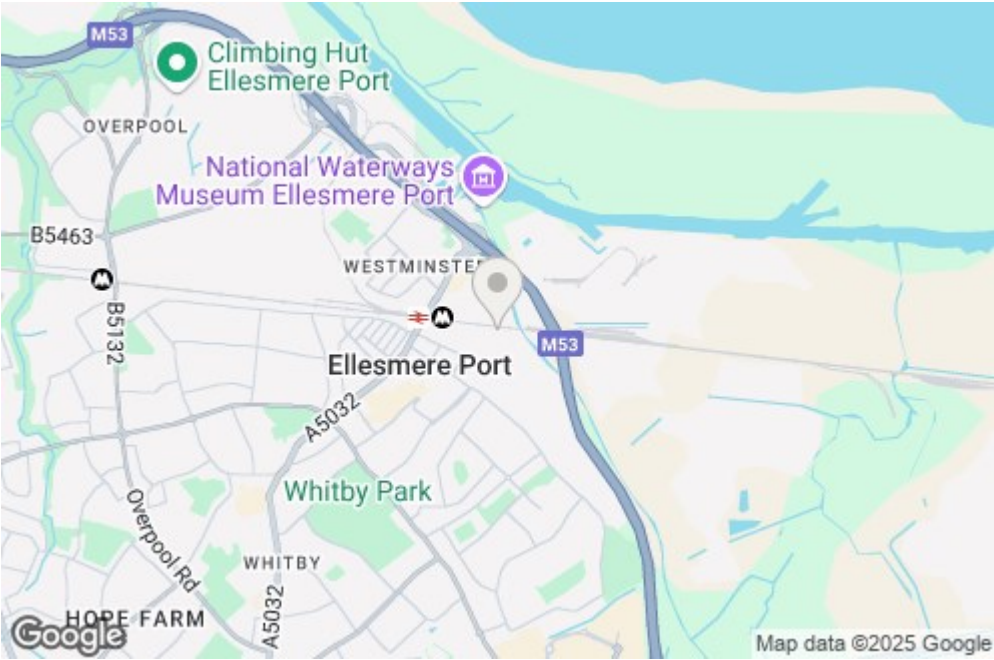 M53
Climbing Hut
Ellesmere Port
OVERPOOL
National Waterways
Museum Ellesmere Port
B5463
WESTMINSTE
B5132
M53
Ellesmere Port
A5032
Whitby Park
Overpool Rd
WHITBY
A5032
HOPE FARM
Google
Map data ©2025 Google